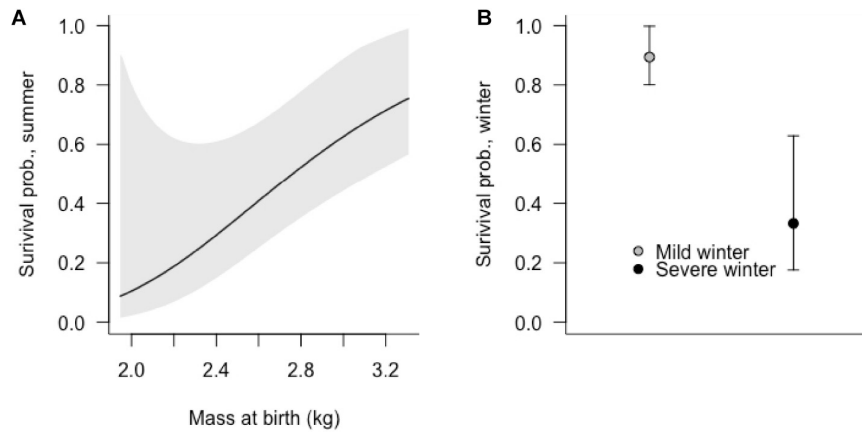 A
Surivival prob., summer
1.0
0.8
0.6
0.4
0.2
0.0
2.0 2.4 2.8 3.2
Mass at birth (kg)
B
Surivival prob., winter
1.0
0.8
0.6
0.4
0.2
0.0
Mild winter
Severe winter